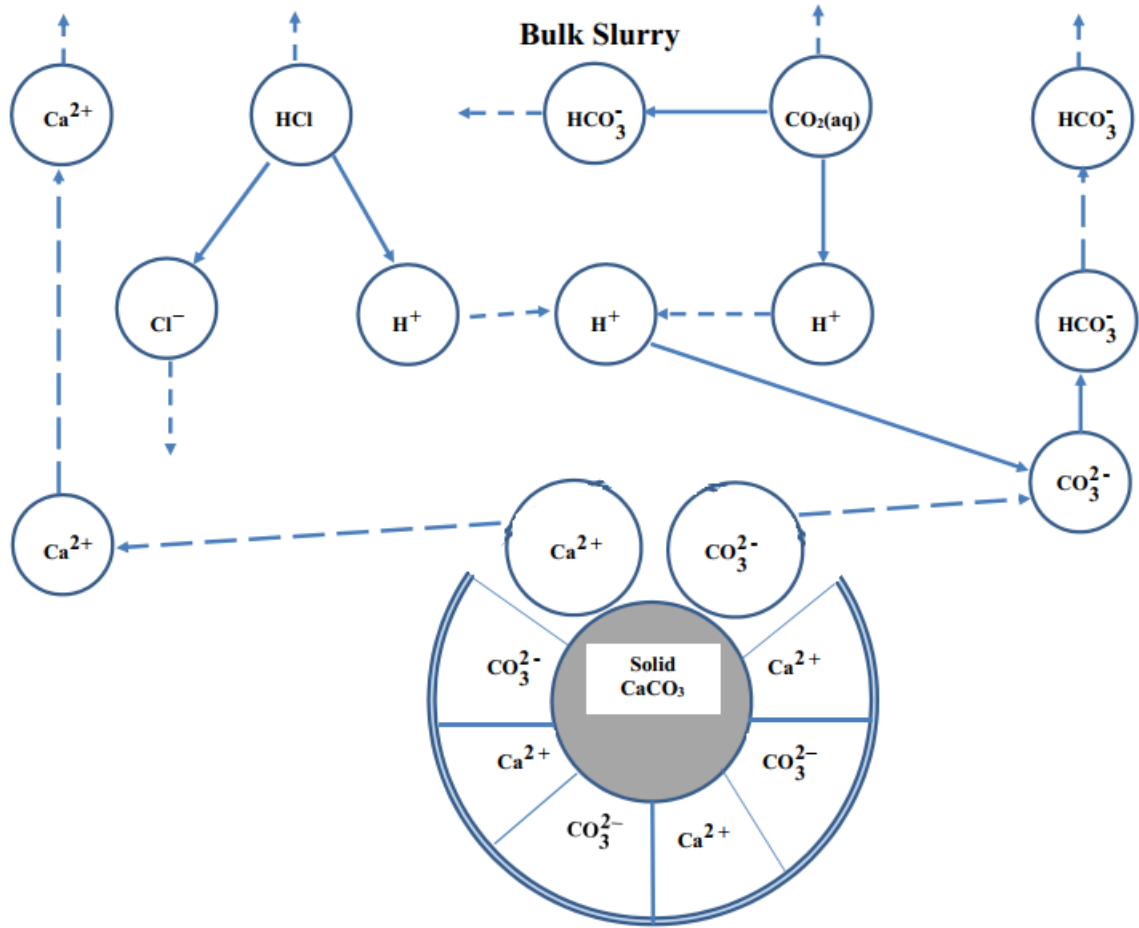 Bulk Slurry
Ca²⁺
HCl
HCO₃⁻
CO₂(aq)
HCO₃⁻
Cl⁻
H⁺
H⁺
H⁺
HCO₃⁻
CO₃²⁻
Ca²⁺
Ca²⁺
CO₃²⁻
CO₃²⁻
Solid
CaCO₃
Ca²⁺
Ca²⁺
CO₃²⁻
CO₃²⁻
Ca²⁺